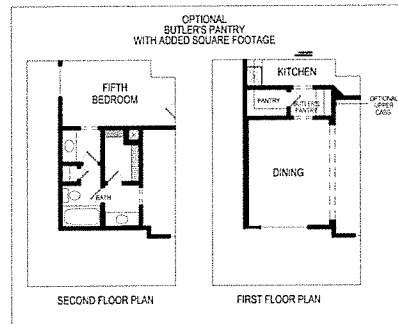 OPTIONAL
BUTLER'S PANTRY
WITH ADDED SQUARE FOOTAGE
FIFTH
BEDROOM
BATH
SECOND FLOOR PLAN
KITCHEN
PANTRY
BUTLER'S
PANTRY
OPTIONAL
UPPER
CABS
DINING
FIRST FLOOR PLAN